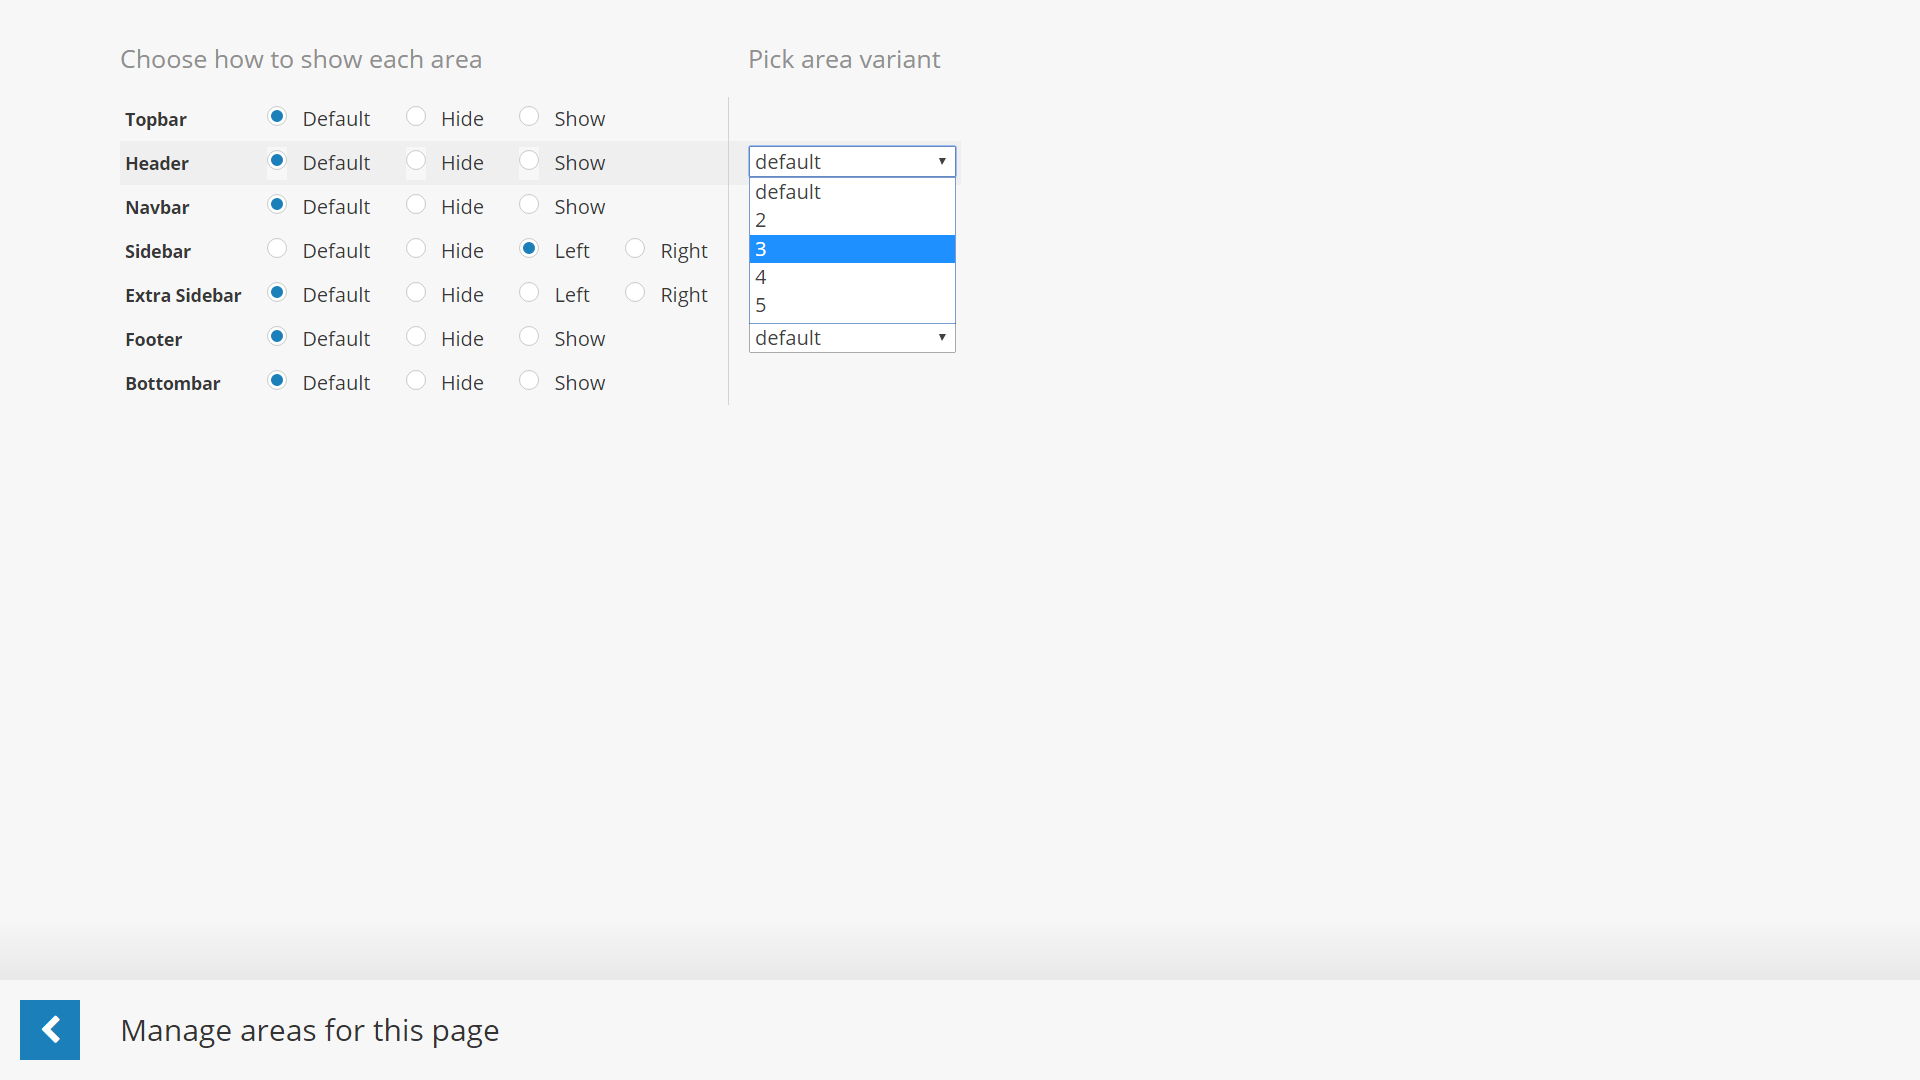 Choose how to show each area Pick area variant
Topbar Default Hide Show
Header Default Hide Show default
default
Navbar Default Hide Show
2
Sidebar Default Hide Left Right 3
4
Extra Sidebar Default Hide Left Right 5
Footer Default Hide Show default
Bottombar Default Hide Show
Manage areas for this page